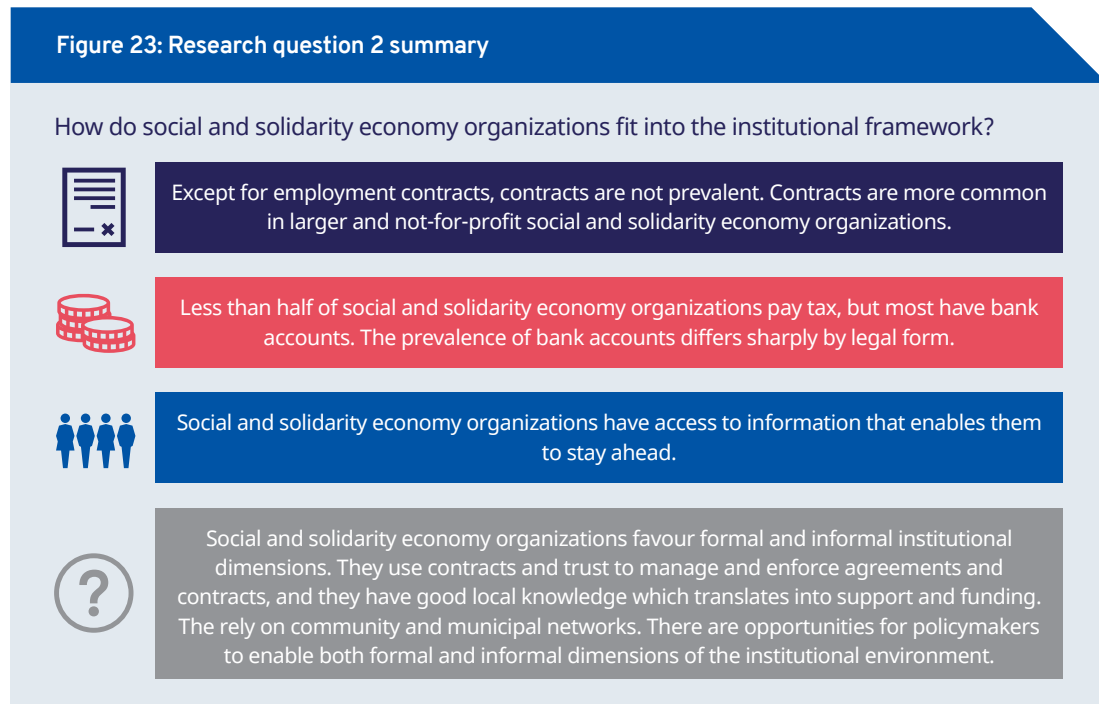 Figure 23: Research question 2 summary
How do social and solidarity economy organizations fit into the institutional framework?
Except for employment contracts, contracts are not prevalent. Contracts are more common
in larger and not-for-profit social and solidarity economy organizations.
Less than half of social and solidarity economy organizations pay tax, but most have bank
accounts. The prevalence of bank accounts differs sharply by legal form.
Social and solidarity economy organizations have access to information that enables them
to stay ahead.
Social and solidarity economy organizations favour formal and informal institutional
dimensions. They use contracts and trust to manage and enforce agreements and
contracts, and they have good local knowledge which translates into support and funding.
The rely on community and municipal networks. There are opportunities for policymakers
to enable both formal and informal dimensions of the institutional environment.